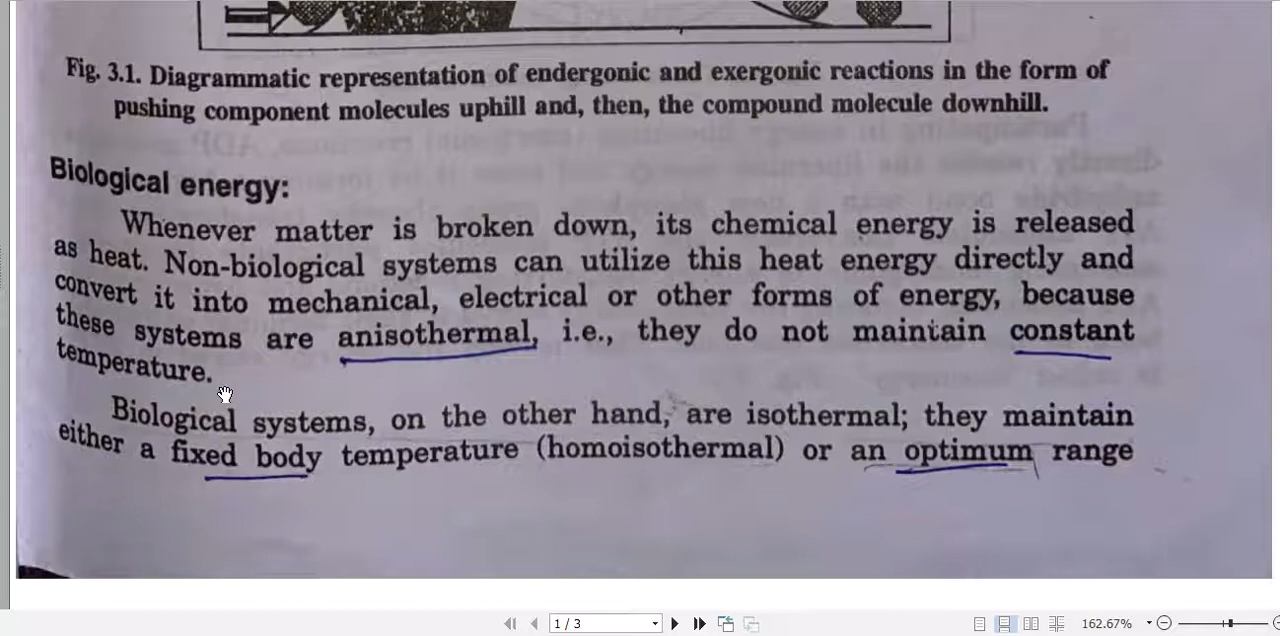 Fig. 3.1. Diagrammatic representation of endergonic and exergonic reactions in the form of
pushing component molecules uphill and, then, the compound molecule downhill.
Biological energy:
Whenever matter is broken down, its chemical energy is released
as heat. Non-biological systems can utilize this heat energy directly and
convert it into mechanical, electrical or other forms of energy, because
these systems are anisothermal, i.e., they do not maintain constant
temperature.
Biological systems, on the other hand, are isothermal; they maintain
either a fixed body temperature (homoisothermal) or an optimum range
1 / 3
162.67%